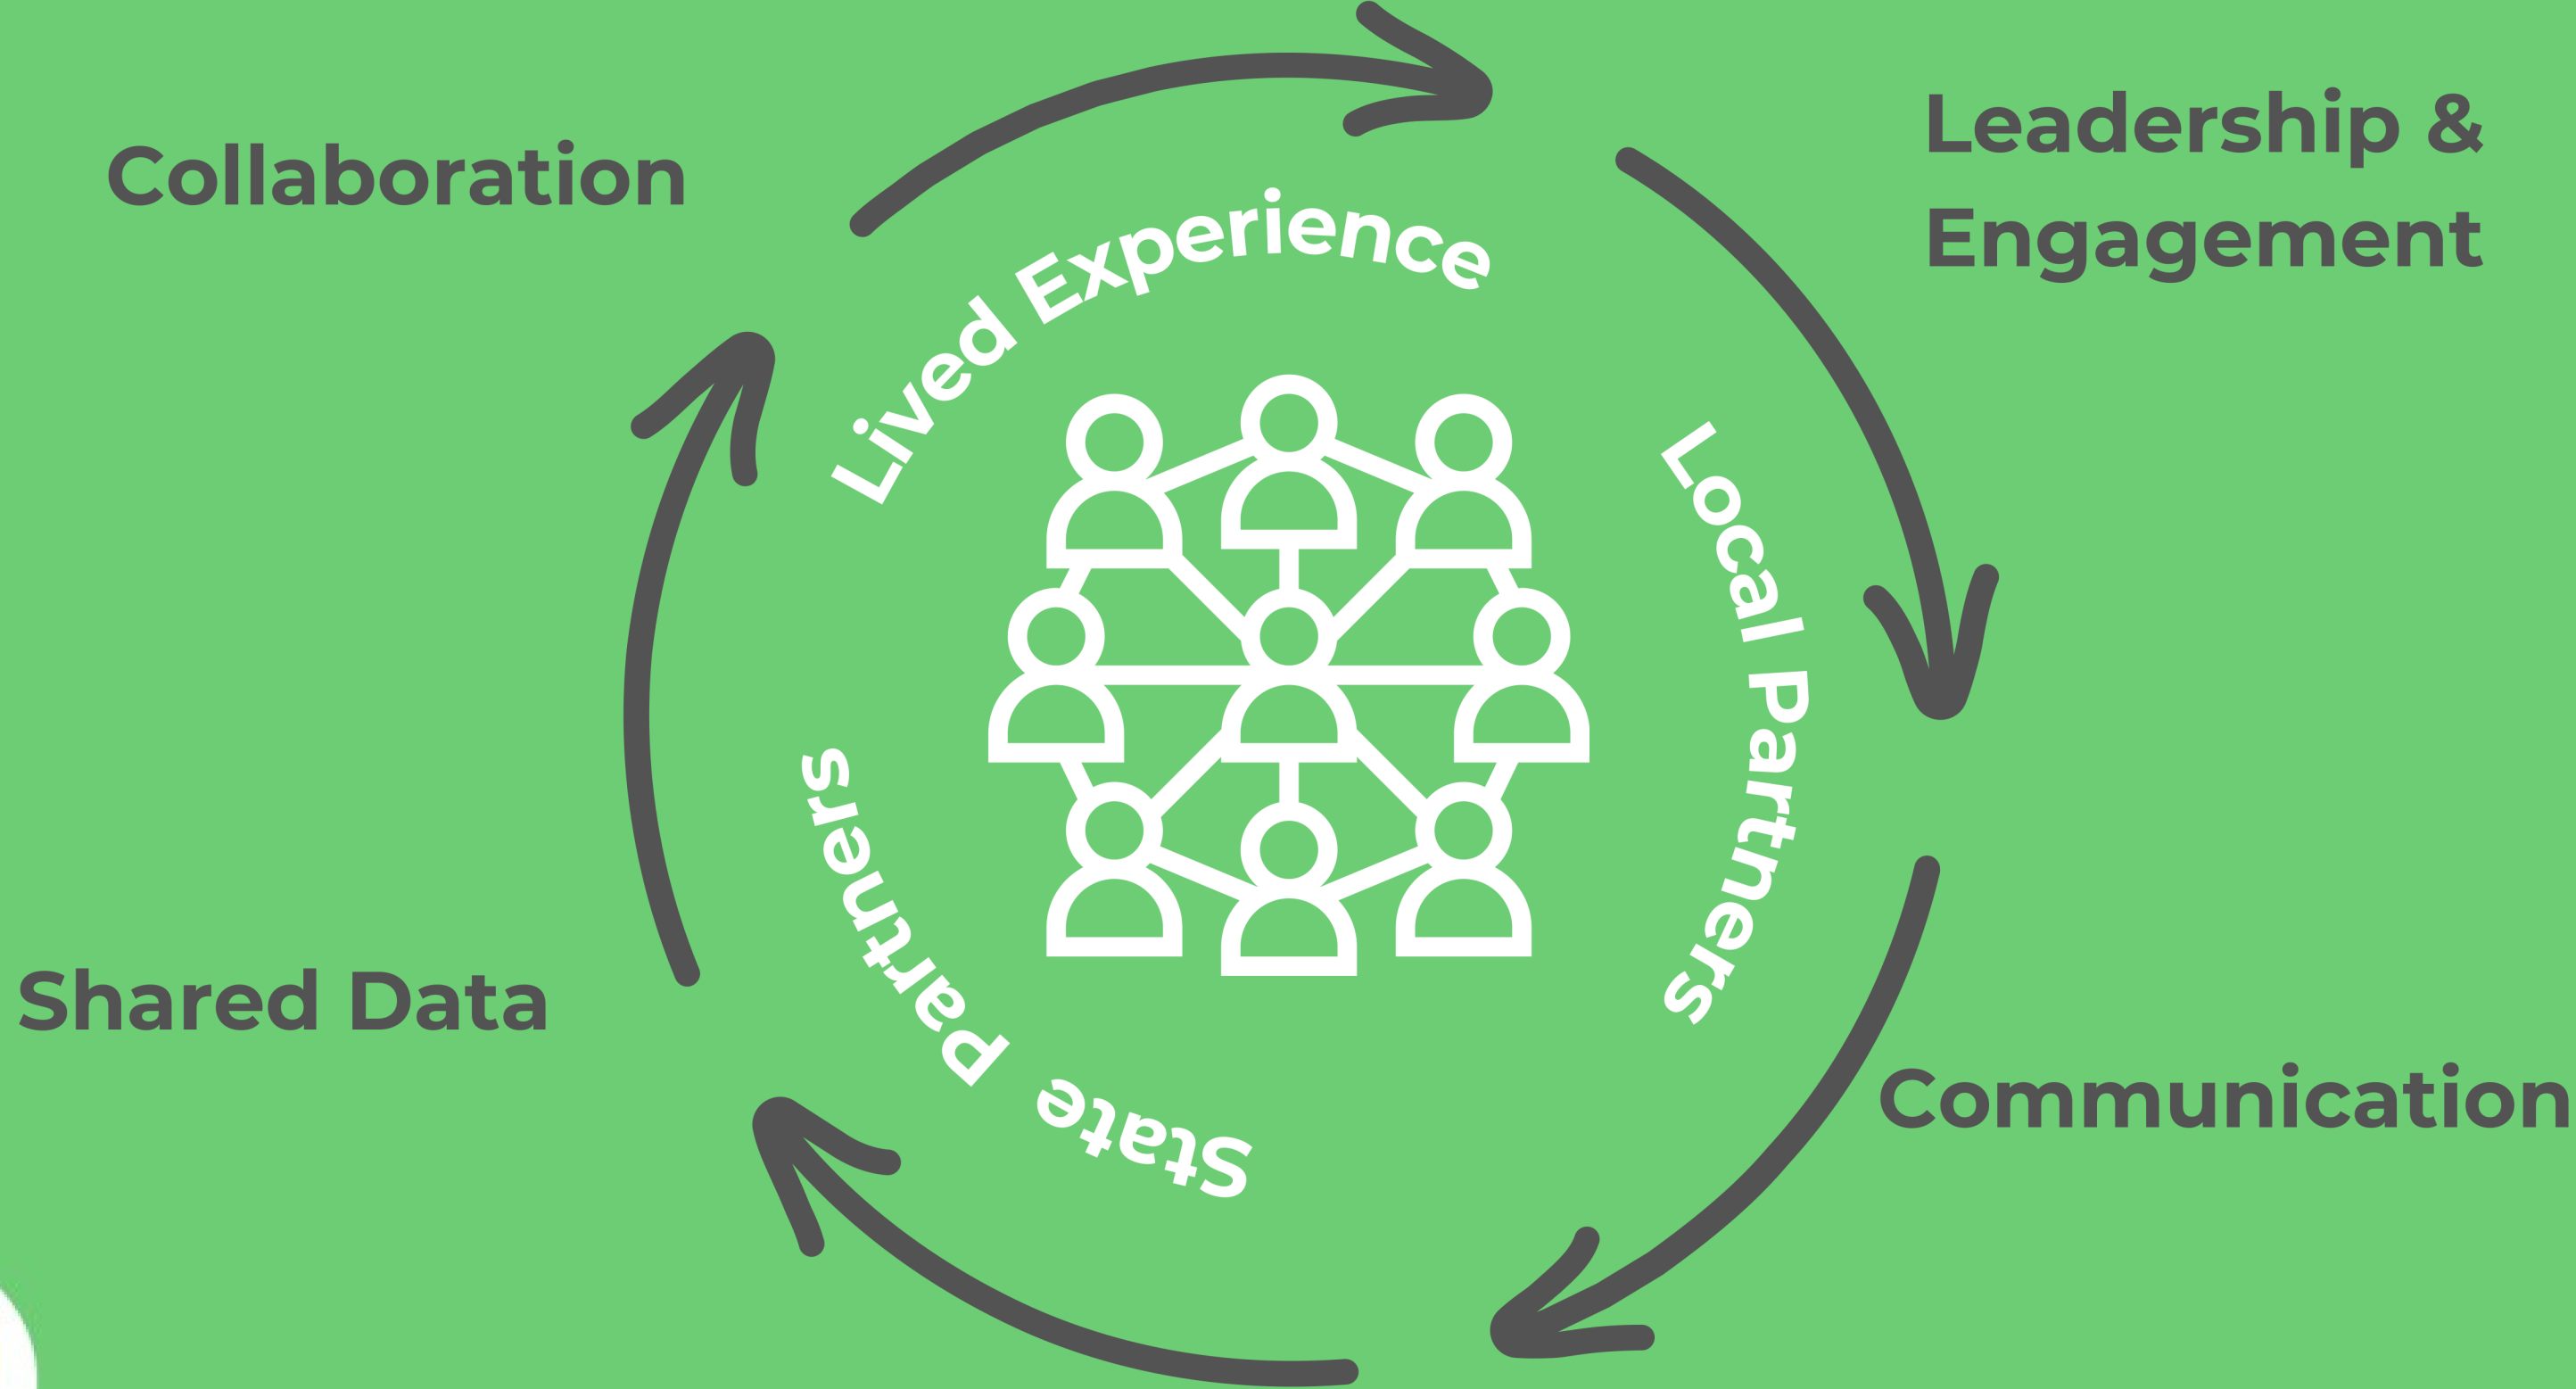 Collaboration
Leadership &
Engagement
Lived Experience
Local Partners
State Partners
Shared Data
Communication